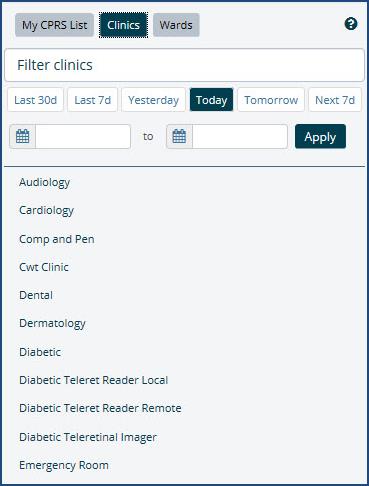 My CPRS List Clinics Wards
Filter clinics
Last 30d Last 7d Yesterday Today Tomorrow Next 7d
to Apply
Audiology
Cardiology
Comp and Pen
Cwt Clinic
Dental
Dermatology
Diabetic
Diabetic Teleret Reader Local
Diabetic Teleret Reader Remote
Diabetic Teleretinal Imager
Emergency Room